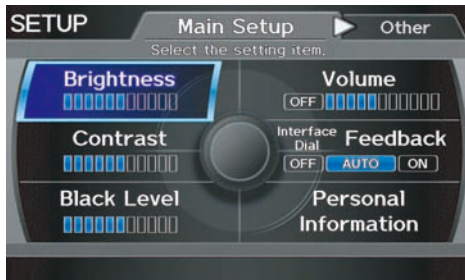 SETUP
Main Setup
Other
Select the setting item.
Brightness
Volume
OFF
Contrast
Interface Dial Feedback
OFF AUTO ON
Black Level
Personal
Information